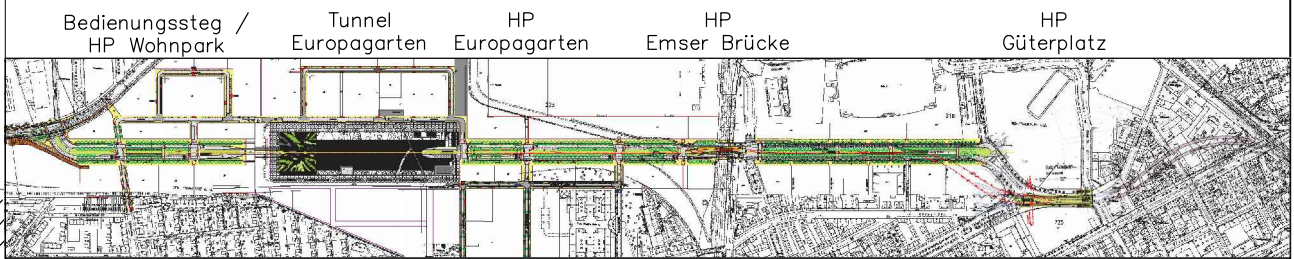 Bedienungssteg /
HP Wohnpark
Tunnel
Europagarten
HP
Europagarten
HP
Emser Brücke
HP
Güterplatz